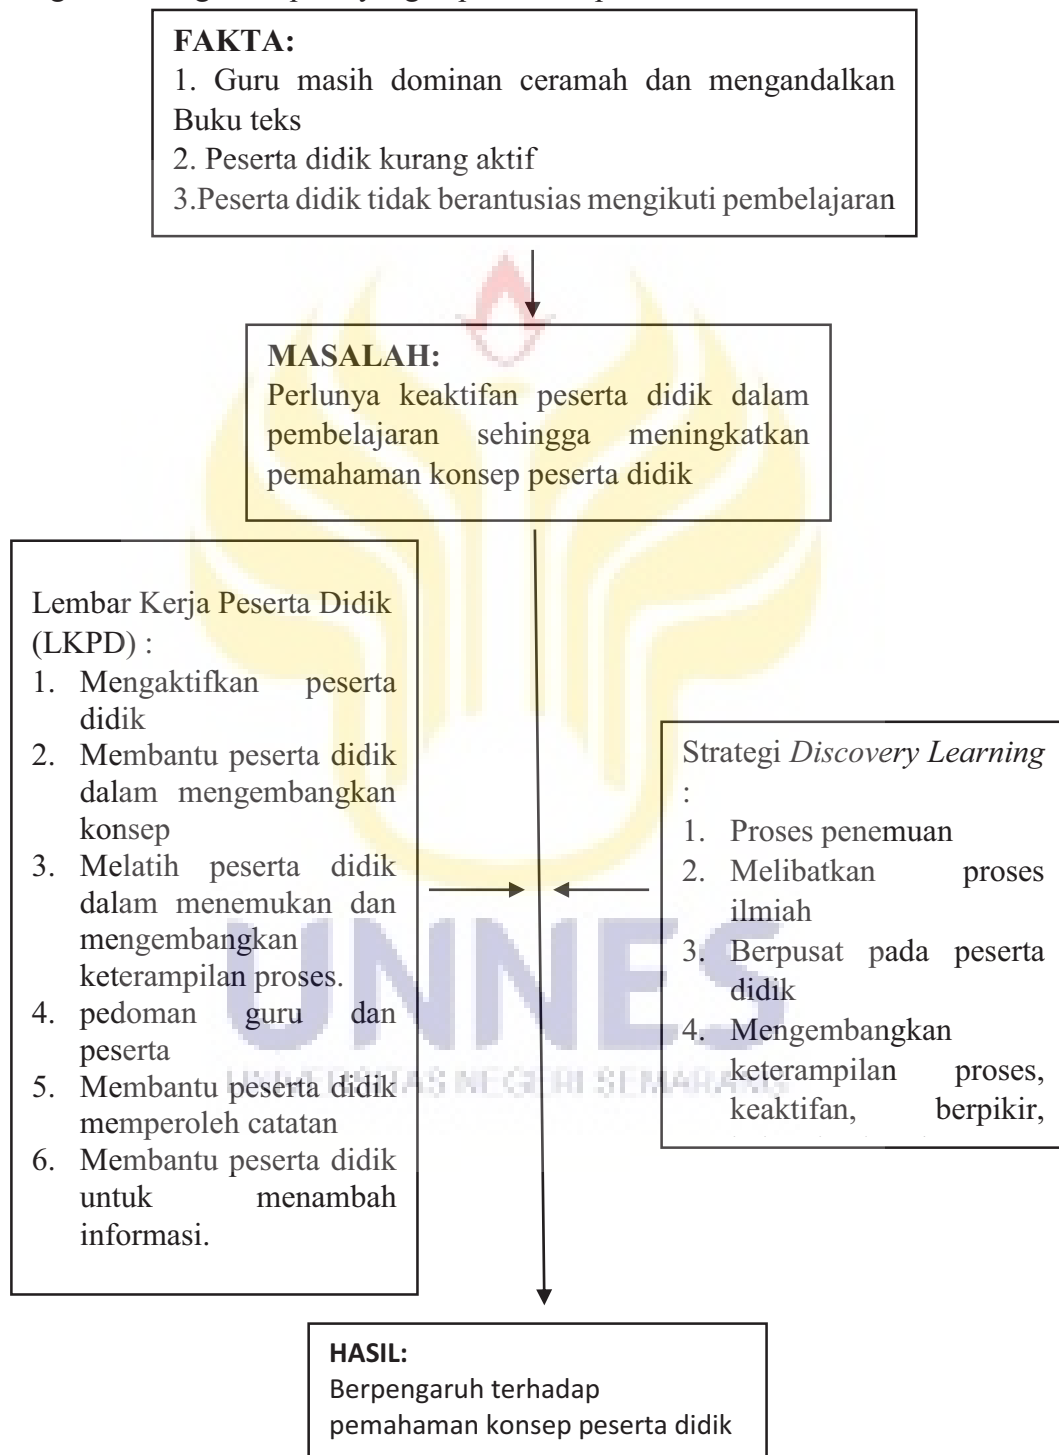 FAKTA:
1. Guru masih dominan ceramah dan mengandalkan
Buku teks
2. Peserta didik kurang aktif
3.Peserta didik tidak berantusias mengikuti pembelajaran
MASALAH:
Perlunya keaktifan peserta didik dalam
pembelajaran sehingga meningkatkan
pemahaman konsep peserta didik
Lembar Kerja Peserta Didik
(LKPD) :
1. Mengaktifkan peserta
didik
2. Membantu peserta didik
dalam mengembangkan
konsep
3. Melatih peserta didik
dalam menemukan dan
mengembangkan
keterampilan proses.
4. pedoman guru dan
peserta
5. Membantu peserta didik
memperoleh catatan
6. Membantu peserta didik
untuk menambah
informasi.
Strategi Discovery Learning
:
1. Proses penemuan
2. Melibatkan proses
ilmiah
3. Berpusat pada peserta
didik
4. Mengembangkan
keterampilan proses,
keaktifan, berpikir,
UNNES
UNIVERSITAS NEGERI SEMARANG
HASIL:
Berpengaruh terhadap
pemahaman konsep peserta didik